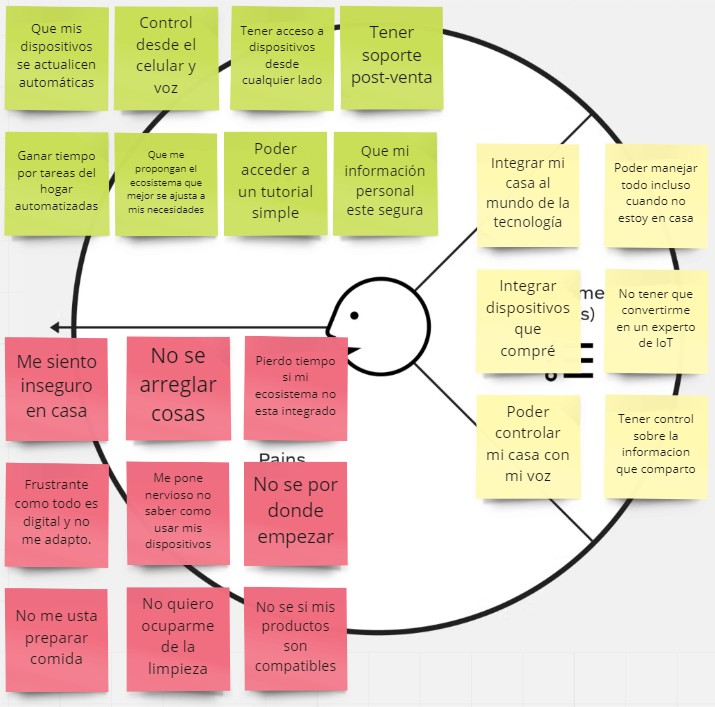 Que mis
dispositivos
se actualicen
automáticas
Control
desde el
celular y
voz
Tener acceso a
dispositivos
desde
cualquier lado
Tener
soporte
post-venta
Ganar tiempo
por tareas del
hogar
automatizadas
Que me
propongan el
ecosistema que
mejor se ajusta a
mis necesidades
Poder
acceder a
un tutorial
simple
Que mi
información
personal
este segura
Integrar mi
casa al
mundo de la
tecnología
Poder manejar
todo incluso
cuando no
estoy en casa
Integrar
dispositivos
que
compré
me
s)
No tener que
convertirme
en un experto
de IoT
Poder
controlar
mi casa con
mi voz
Tener control
sobre la
informacion
que comparto
Me siento
inseguro
en casa
No se
arreglar
cosas
Pierdo tiempo
si mi
ecosistema no
esta integrado
Pains
Frustrante
como todo es
digital y no
me adapto.
Me pone
nervioso no
saber como
usar mis
dispositivos
No se por
donde
empezar
No me usta
preparar
comida
No quiero
ocuparme
de la
limpieza
No se si mis
productos
son
compatibles